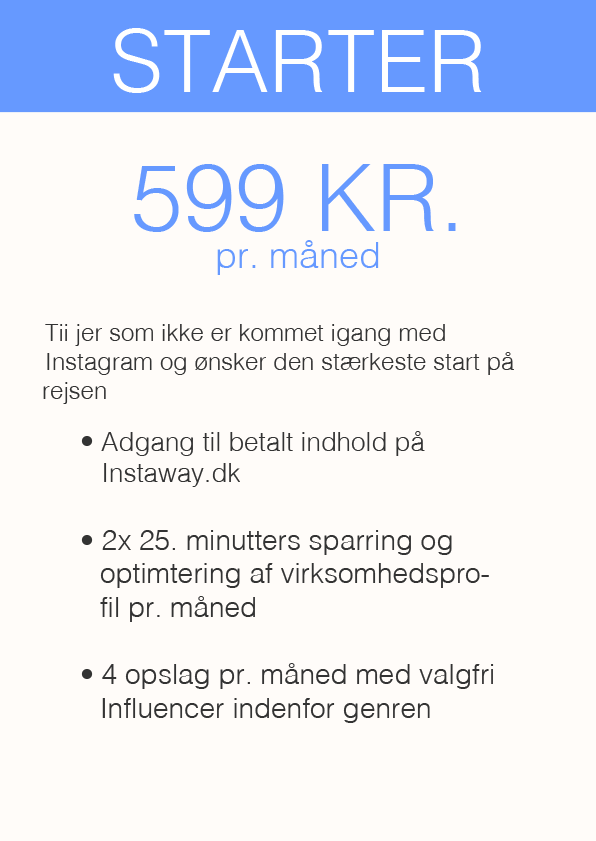 STARTER
599 KR.
pr. måned
Tii jer som ikke er kommet igang med
Instagram og ønsker den stærkeste start på
rejsen
• Adgang til betalt indhold på
Instaway.dk
• 2x 25. minutters sparring og
optimtering af virksomhedspro-
fil pr. måned
• 4 opslag pr. måned med valgfri
Influencer indenfor genren